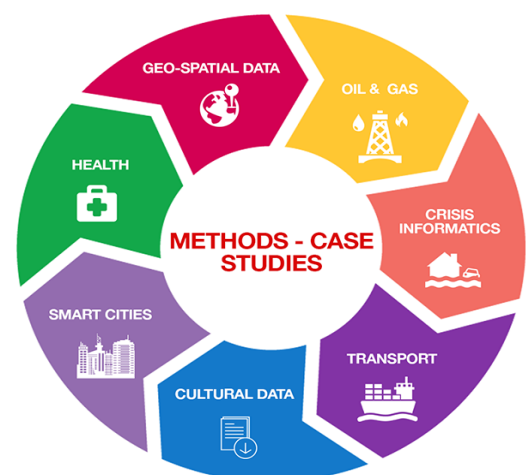 GEO-SPATIAL DATA
OIL & GAS
HEALTH
CRISIS
INFORMATICS
METHODS - CASE
STUDIES
SMART CITIES
TRANSPORT
CULTURAL DATA